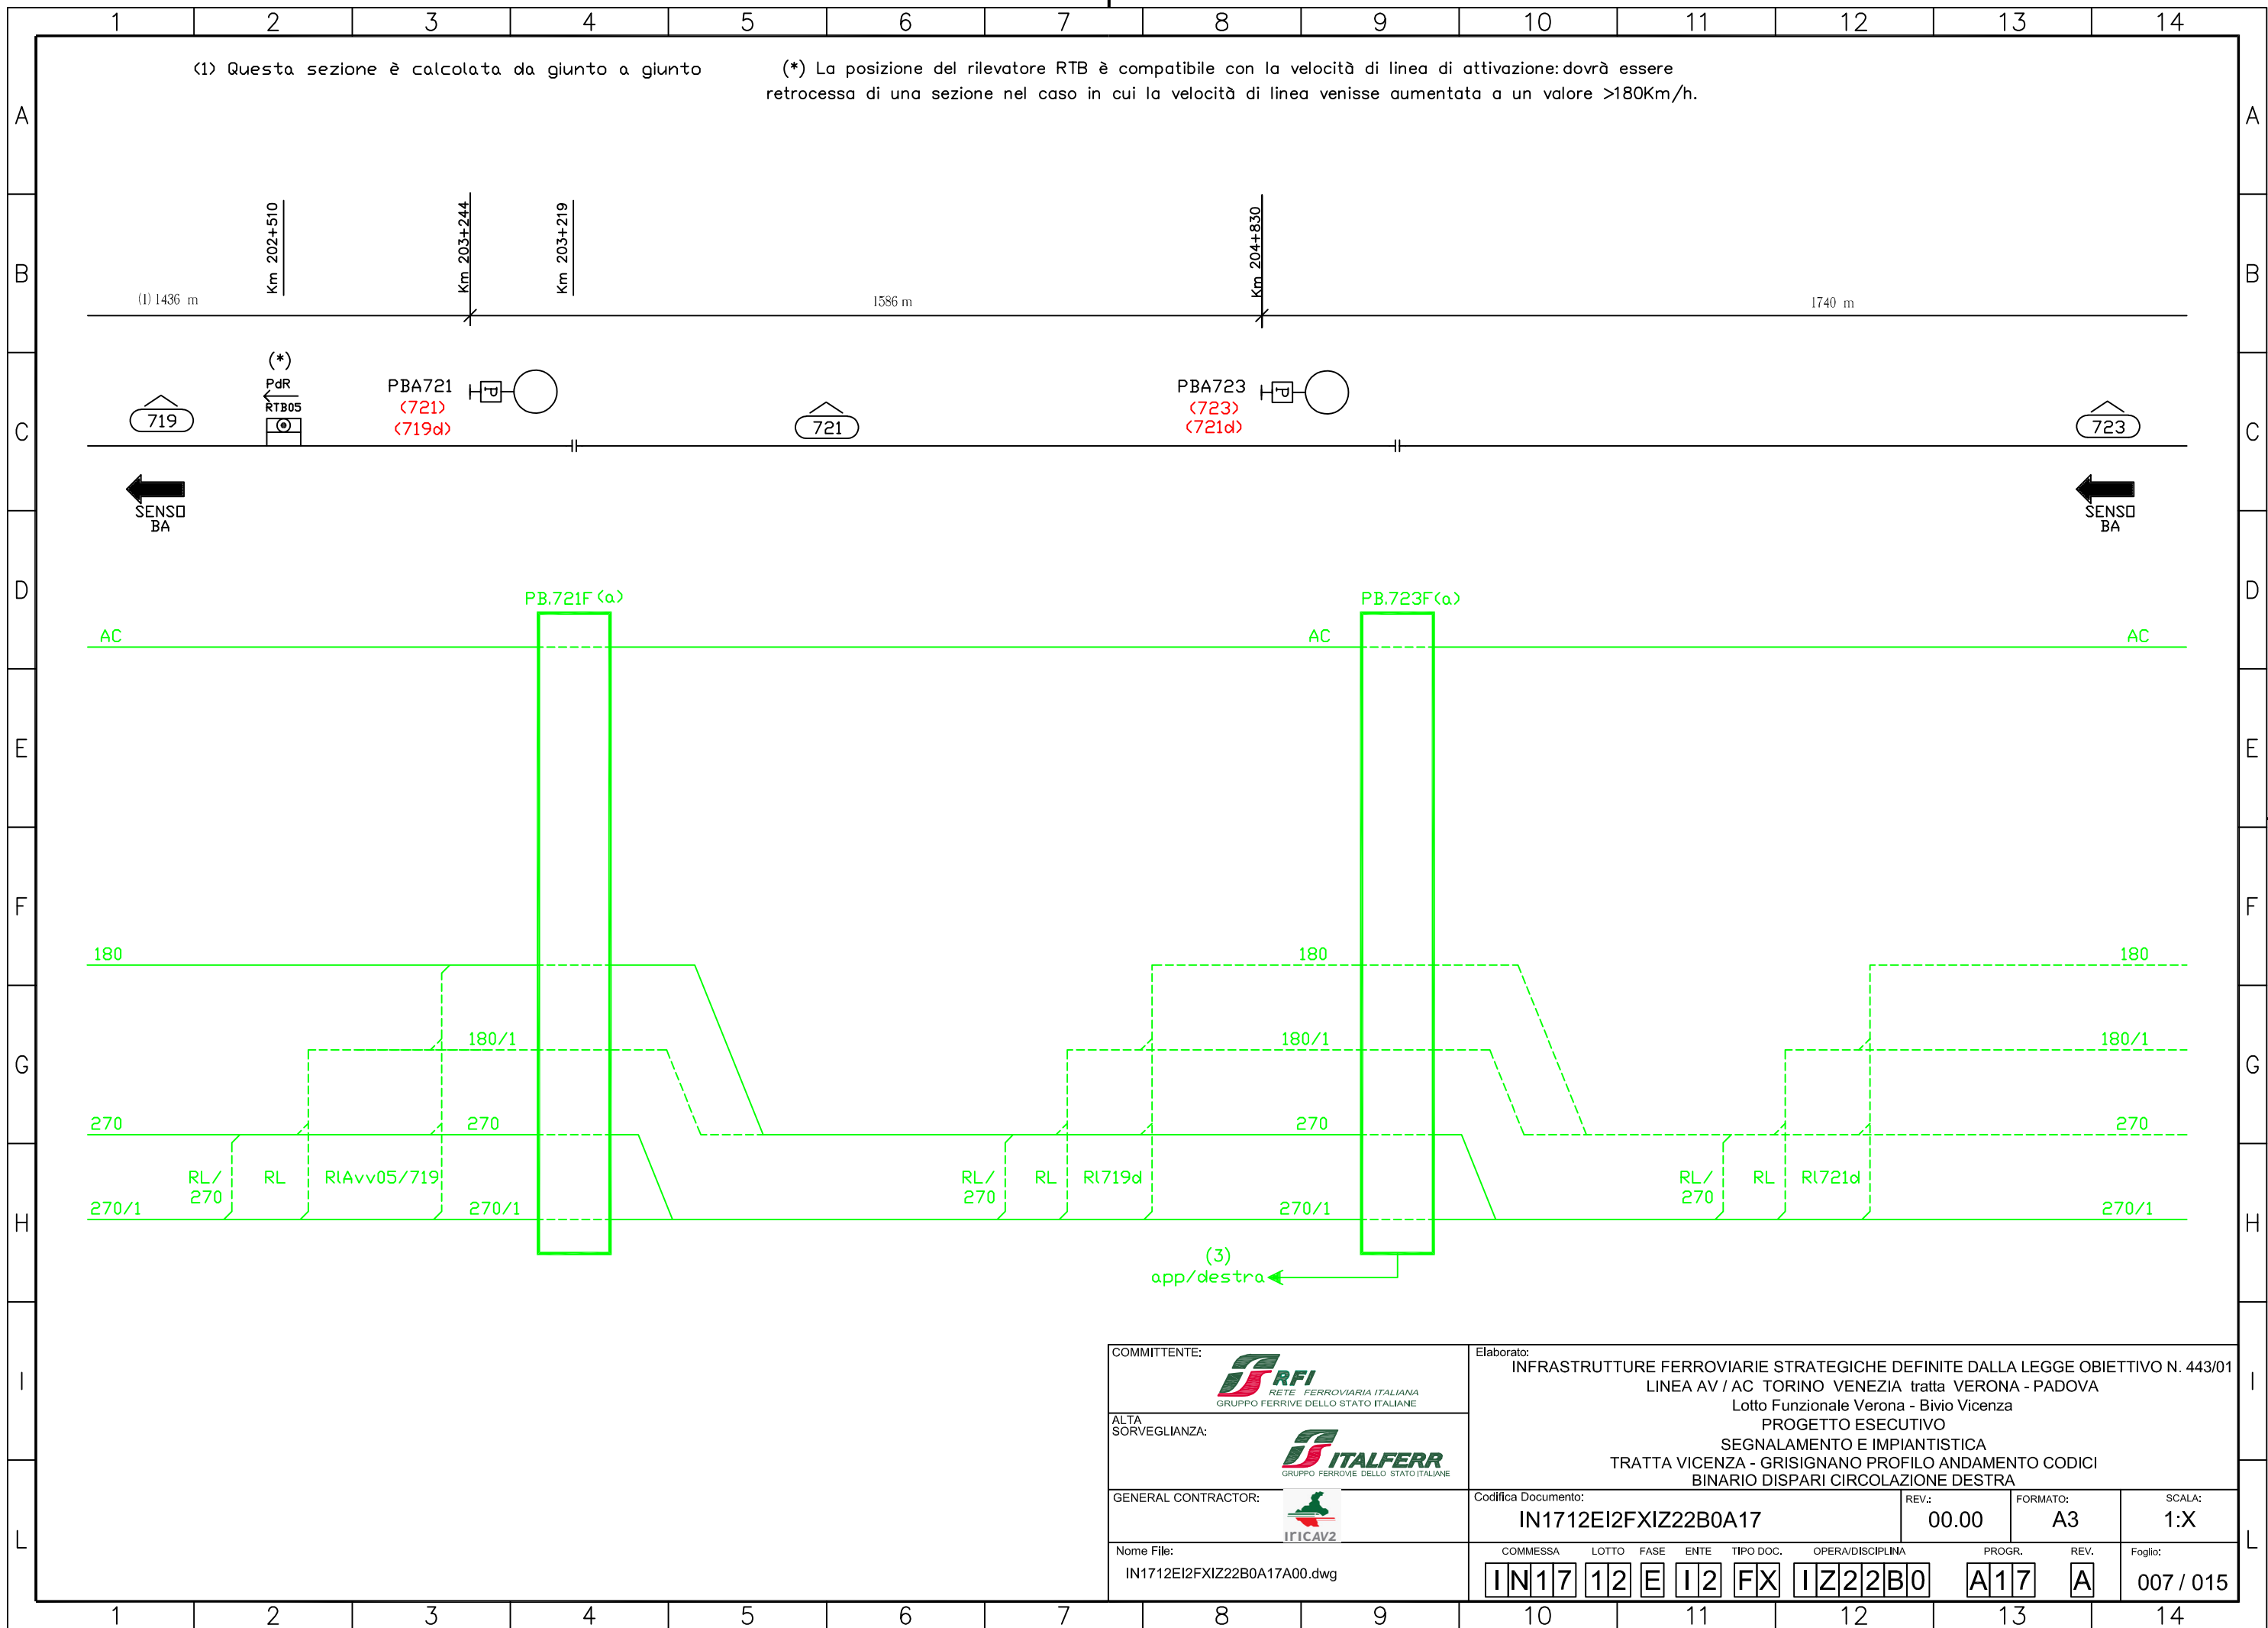 1 2 3 4 5 6 7 8 9 10 11 12 13 14
(1) Questa sezione è calcolata da giunto a giunto
(*) La posizione del rilevatore RTB è compatibile con la velocità di linea di attivazione: dovrà essere
retrocessa di una sezione nel caso in cui la velocità di linea venisse aumentata a un valore >180Km/h.
A A
Km 202+510
Km 203+244
Km 203+219
Km 204+830
B B
(1) 1436 m
1586 m
1740 m
(*)
PdR
RTB05
719
PBA721
(721)
(719d)
P
721
PBA723
(723)
(721d)
P
723
C C
SENSO
BA
SENSO
BA
D D
PB.721F(a)
PB.723F(a)
AC AC AC
E E
F F
180 180 180
180/1 180/1 180/1
G G
270 270 270 270
RL/
270
RL
RlAvv05/719
RL/
270
RL
Rl719d
RL/
270
RL
Rl721d
270/1 270/1 270/1 270/1
H H
(3)
app/destra
I I
COMMITTENTE:
RFI
RETE FERROVIARIA ITALIANA
GRUPPO FERRIVE DELLO STATO ITALIANE
ALTA
SORVEGLIANZA:
ITALFERR
GRUPPO FERROVIE DELLO STATO ITALIANE
GENERAL CONTRACTOR:
IRICAV2
Nome File:
IN1712EI2FXIZ22B0A17A00.dwg
Elaborato:
INFRASTRUTTURE FERROVIARIE STRATEGICHE DEFINITE DALLA LEGGE OBIETTIVO N. 443/01
LINEA AV / AC TORINO VENEZIA tratta VERONA - PADOVA
Lotto Funzionale Verona - Bivio Vicenza
PROGETTO ESECUTIVO
SEGNALAMENTO E IMPIANTISTICA
TRATTA VICENZA - GRISIGNANO PROFILO ANDAMENTO CODICI
BINARIO DISPARI CIRCOLAZIONE DESTRA
Codifica Documento:
IN1712EI2FXIZ22B0A17
REV.:
00.00
FORMATO:
A3
SCALA:
1:X
COMMESSA LOTTO FASE ENTE TIPO DOC. OPERA/DISCIPLINA PROGR. REV.
IN17 12 E I2 FX IZ22B0 A17 A
Foglio:
007 / 015
L L
1 2 3 4 5 6 7 8 9 10 11 12 13 14